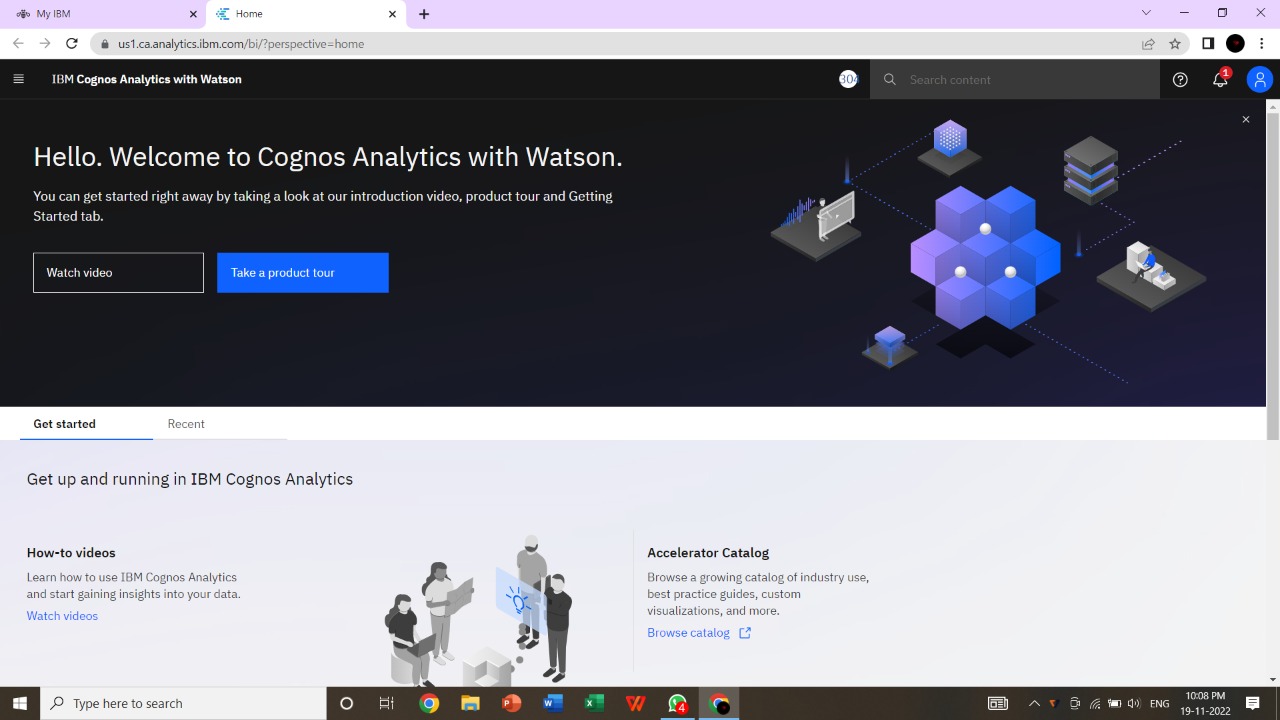 My IBM
Home
us1.ca.analytics.ibm.com/bi/?perspective=home
IBM Cognos Analytics with Watson
304
Search content
1
Hello. Welcome to Cognos Analytics with Watson.
You can get started right away by taking a look at our introduction video, product tour and Getting
Started tab.
Watch video
Take a product tour
Get started
Recent
Get up and running in IBM Cognos Analytics
How-to videos
Learn how to use IBM Cognos Analytics
and start gaining insights into your data.
Watch videos
Accelerator Catalog
Browse a growing catalog of industry use,
best practice guides, custom
visualizations, and more.
Browse catalog
Type here to search
4
ENG
10:08 PM
19-11-2022